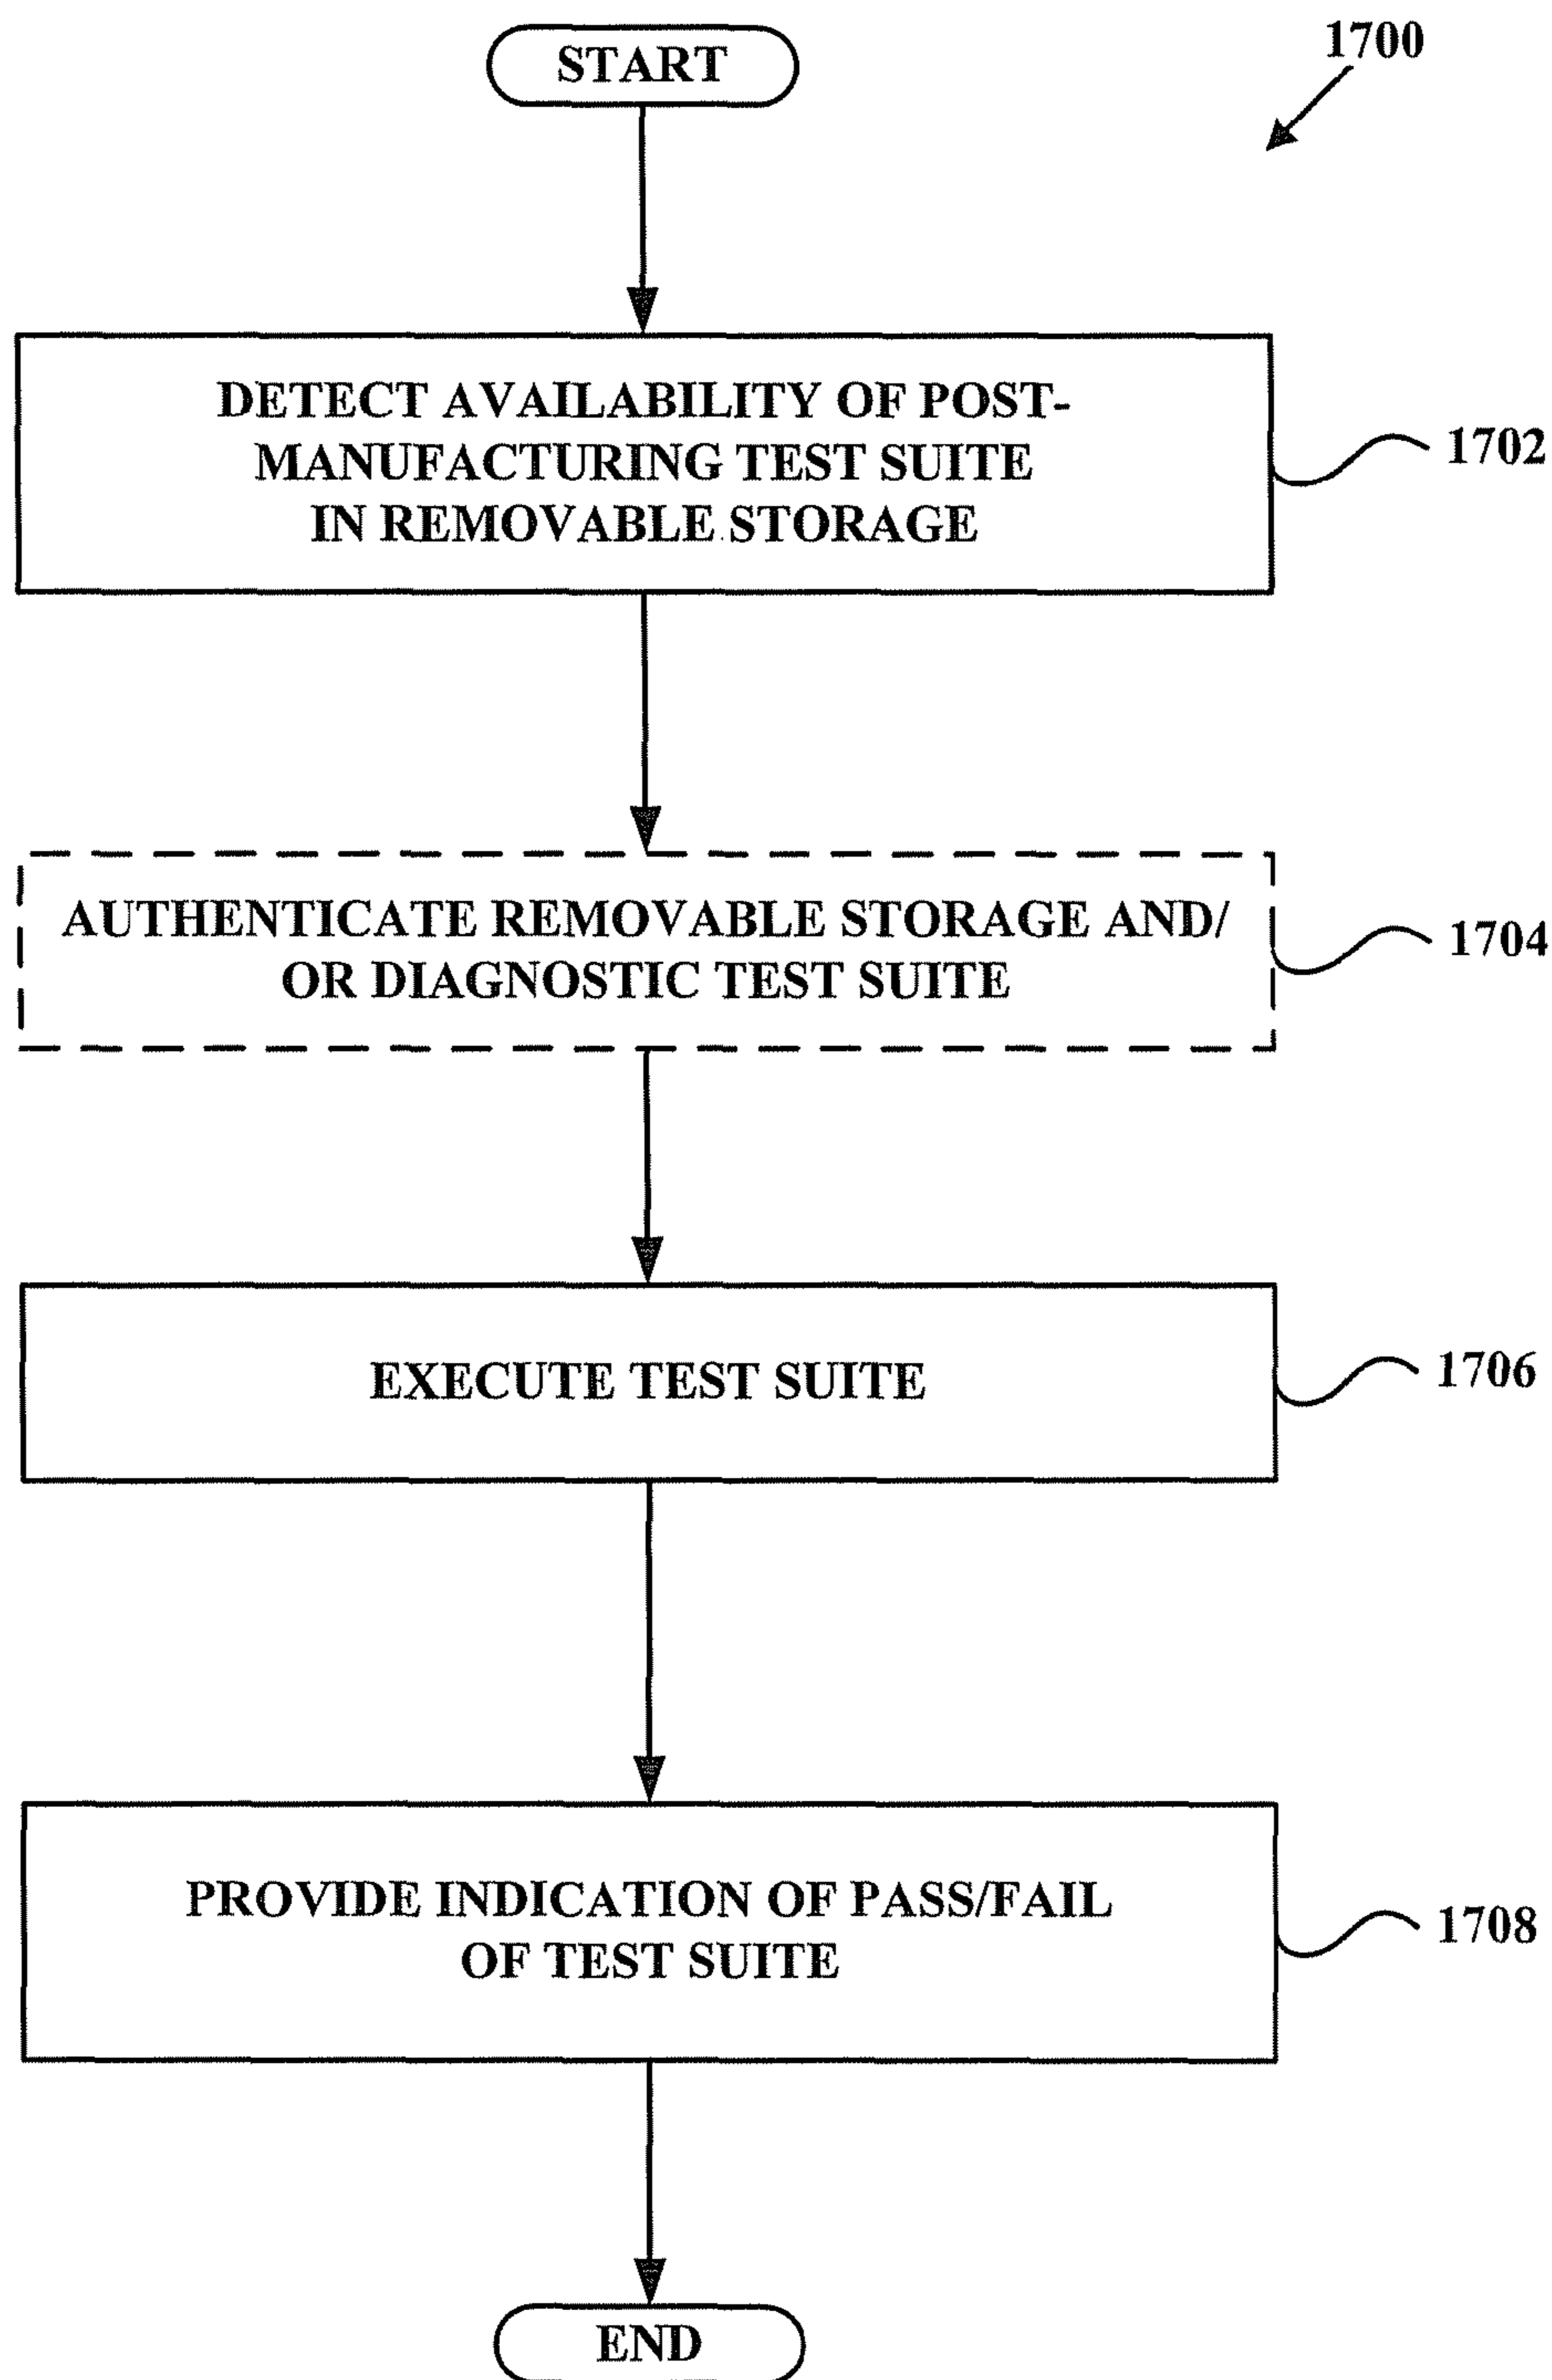 START
1700
DETECT AVAILABILITY OF POST-
MANUFACTURING TEST SUITE
IN REMOVABLE STORAGE
1702
AUTHENTICATE REMOVABLE STORAGE AND/
OR DIAGNOSTIC TEST SUITE
1704
EXECUTE TEST SUITE
1706
PROVIDE INDICATION OF PASS/FAIL
OF TEST SUITE
1708
END